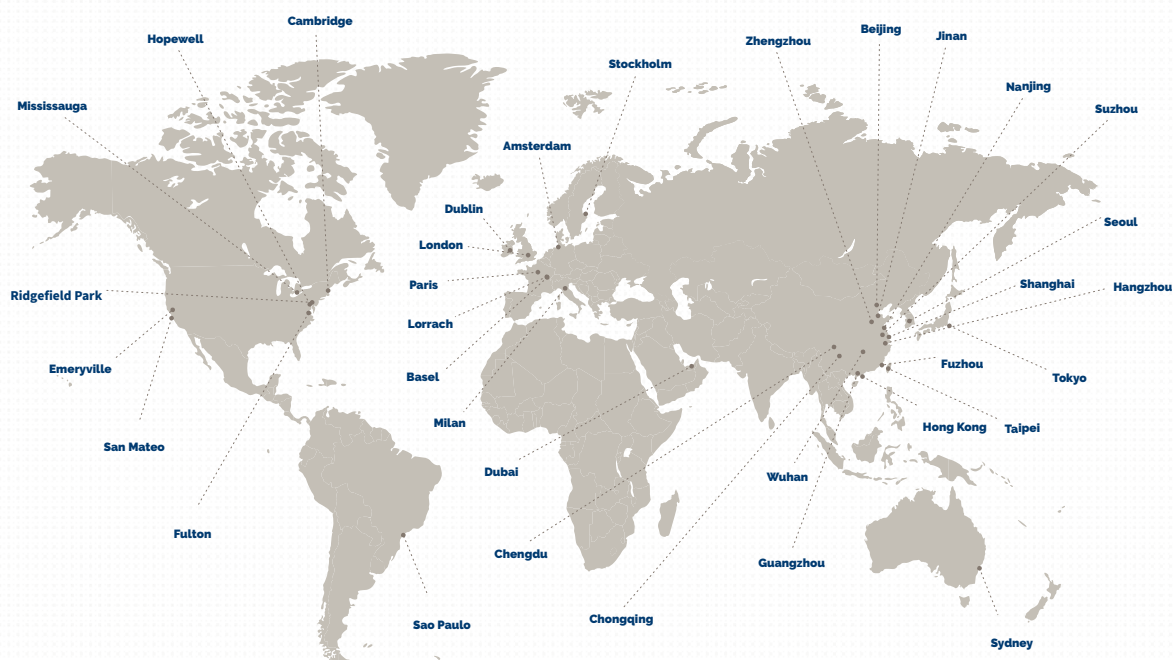 Cambridge
Beijing
Jinan
Hopewell
Zhengzhou
Stockholm
Nanjing
Mississauga
Suzhou
Amsterdam
Dublin
Seoul
London
Paris
Shanghai
Hangzhou
Ridgefield Park
Lorrach
Emeryville
Fuzhou
Basel
Tokyo
Milan
Hong Kong
Taipei
San Mateo
Dubai
Wuhan
Fulton
Chengdu
Guangzhou
Chongqing
Sao Paulo
Sydney